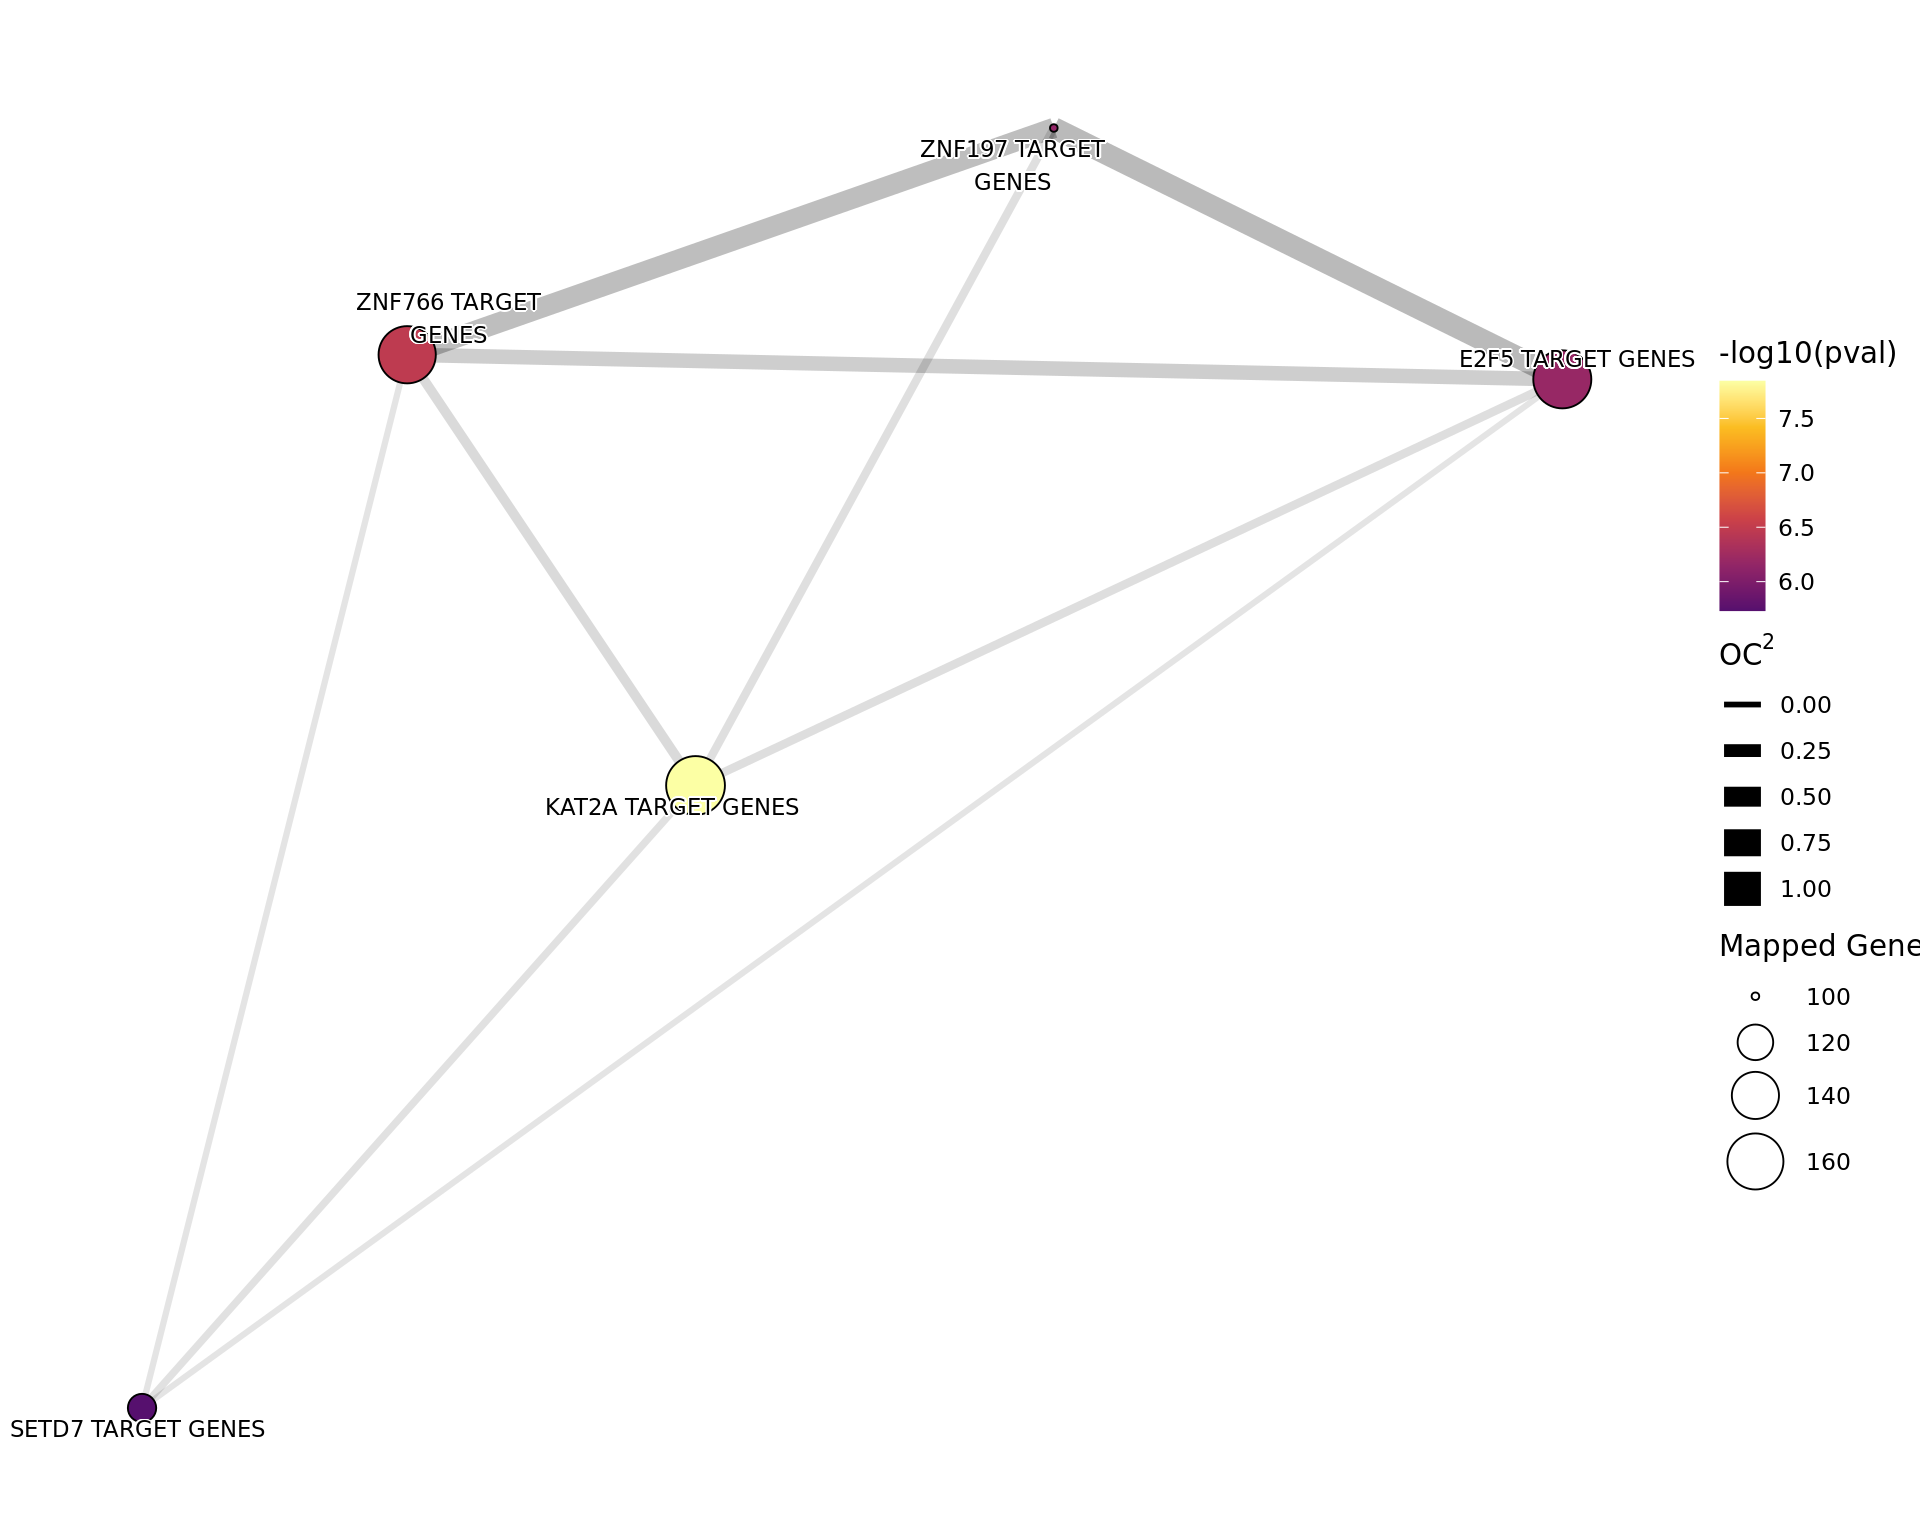 ZNF197 TARGET
GENES
ZNF766 TARGET
GENES
E2F5 TARGET GENES
KAT2A TARGET GENES
SETD7 TARGET GENES
-log10(pval)
7.5
7.0
6.5
6.0
OC²
0.00
0.25
0.50
0.75
1.00
Mapped Gene
100
120
140
160